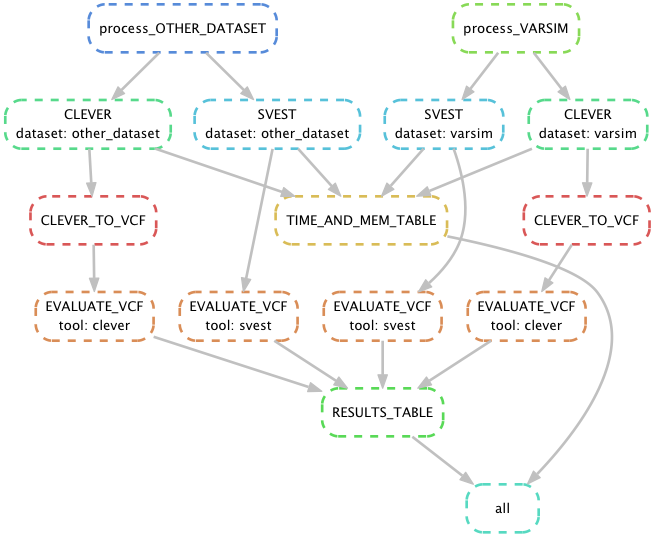 process_OTHER_DATASET
process_VARSIM
CLEVER
dataset: other_dataset
SVEST
dataset: other_dataset
SVEST
dataset: varsim
CLEVER
dataset: varsim
CLEVER_TO_VCF
TIME_AND_MEM_TABLE
CLEVER_TO_VCF
EVALUATE_VCF
tool: clever
EVALUATE_VCF
tool: svest
EVALUATE_VCF
tool: svest
EVALUATE_VCF
tool: clever
RESULTS_TABLE
all